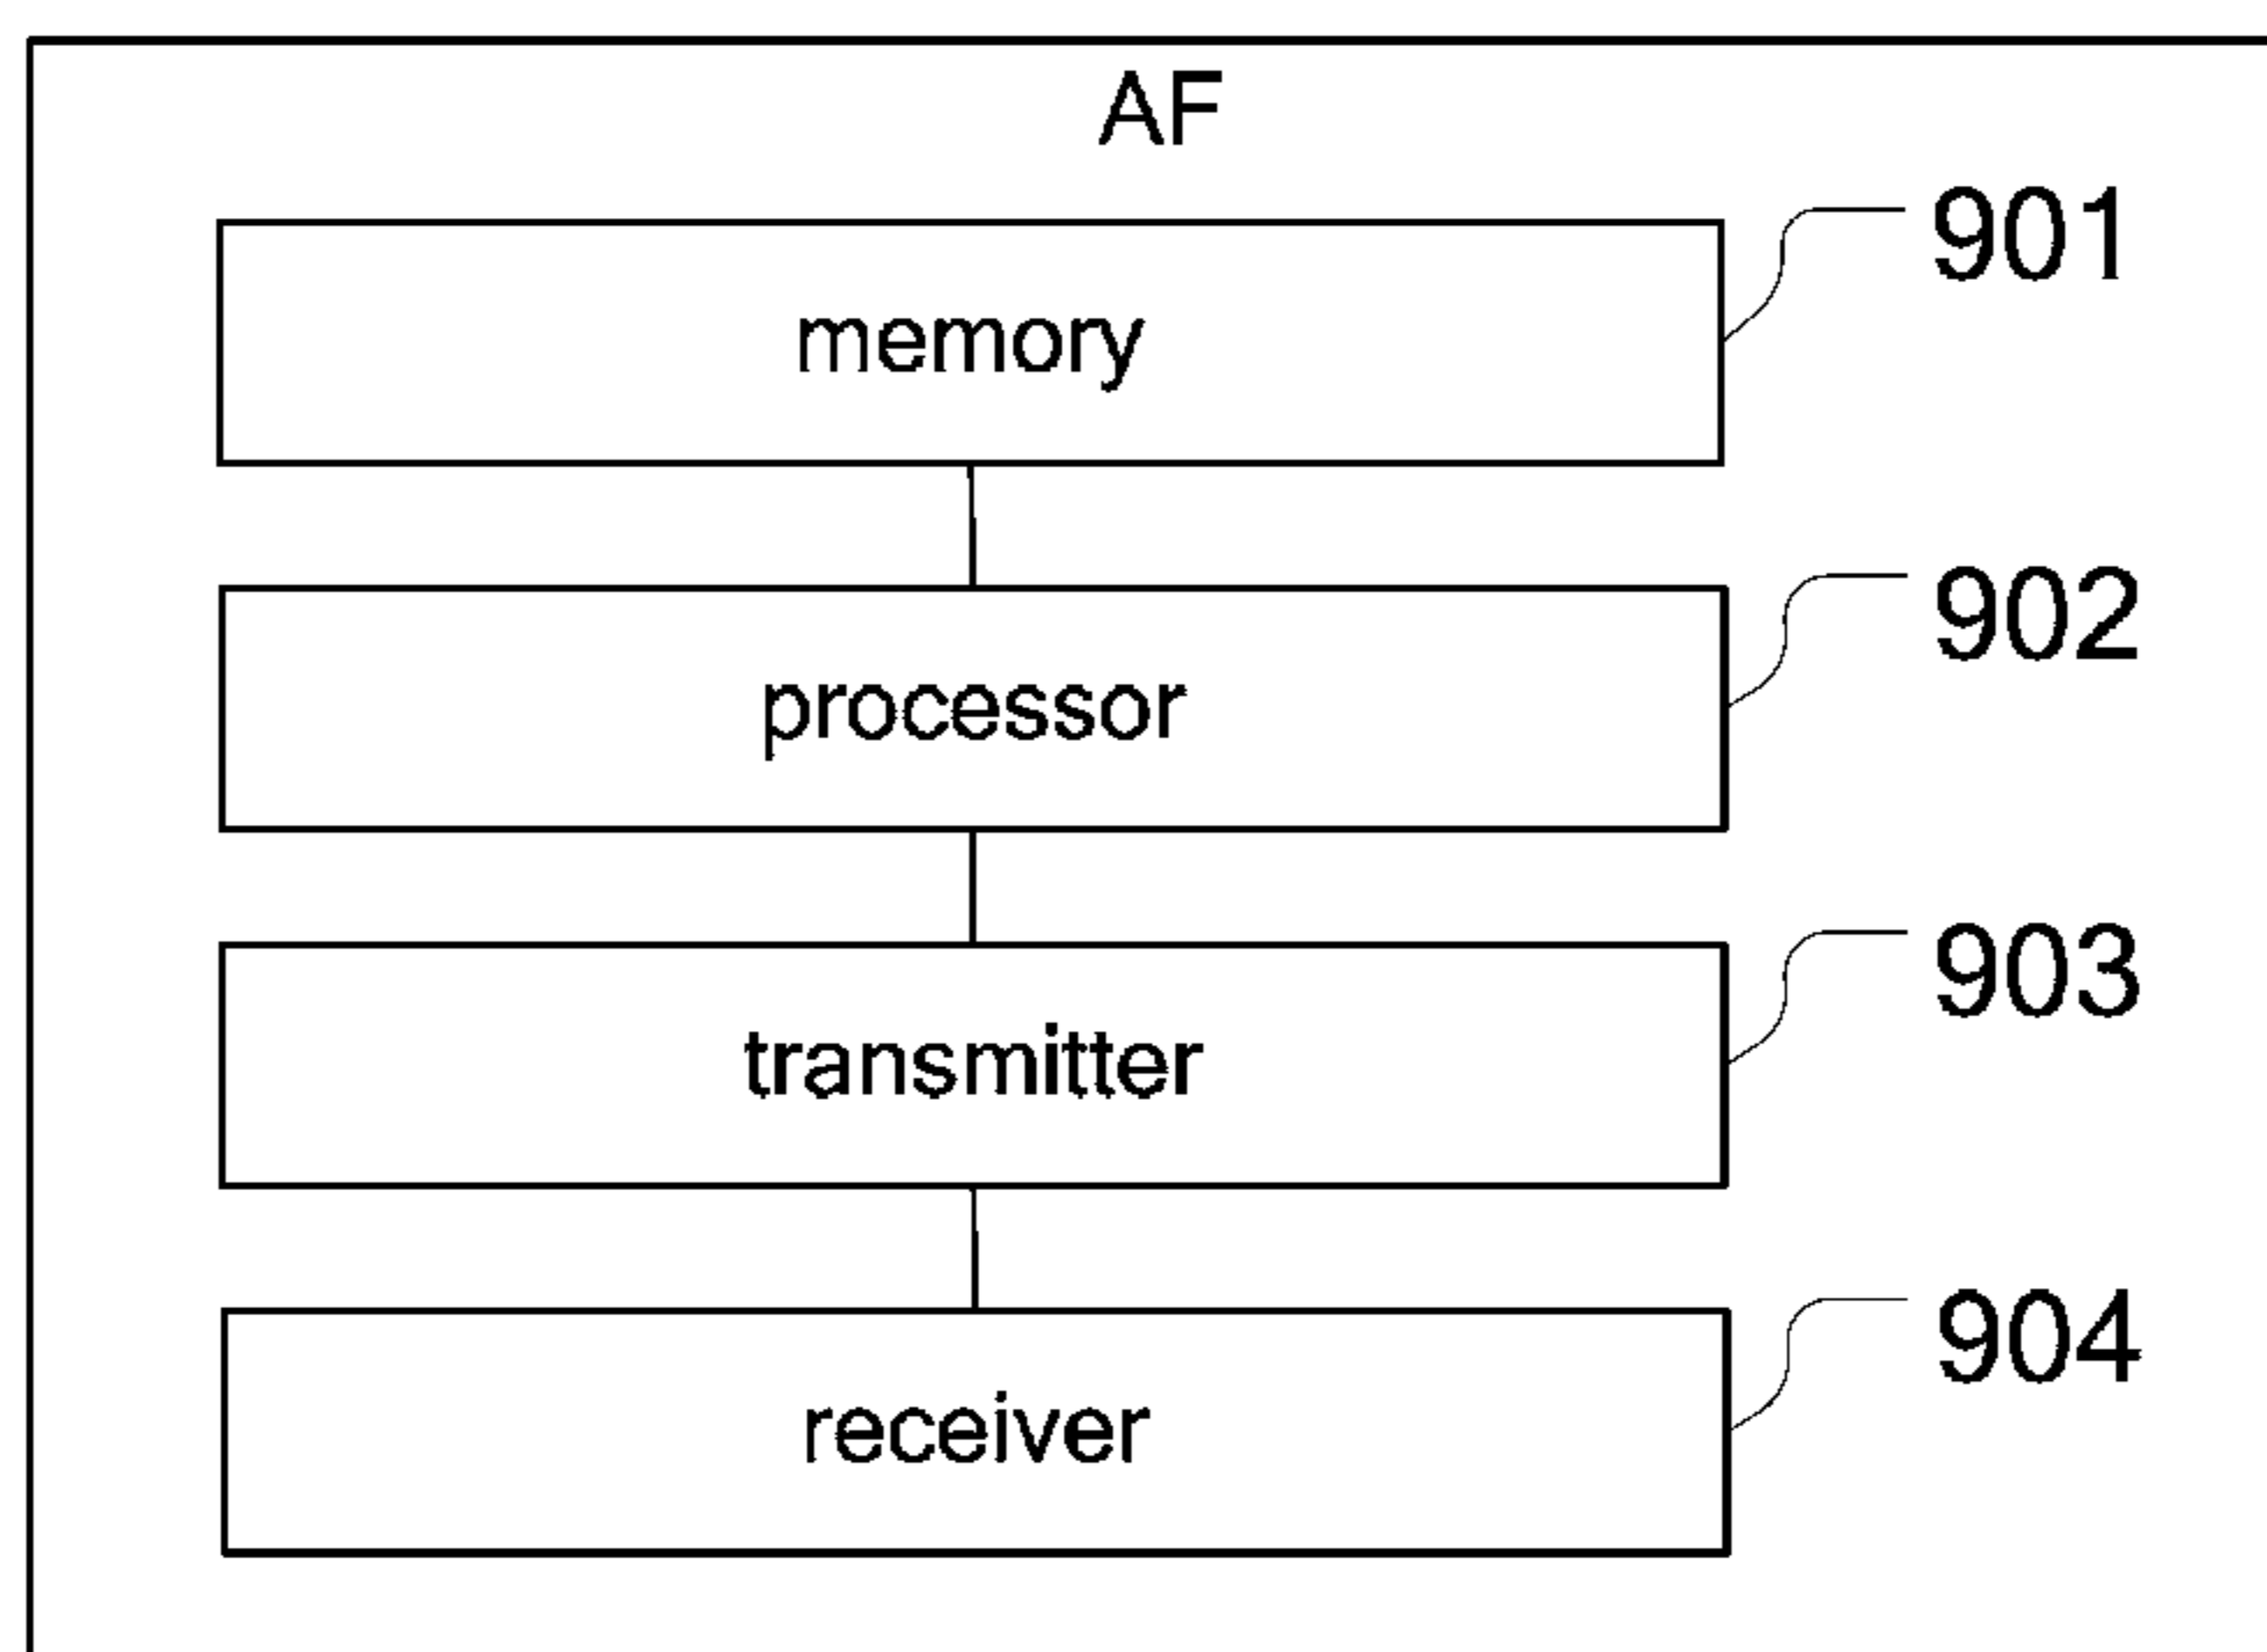 AF
901
memory
902
processor
903
transmitter
904
receiver